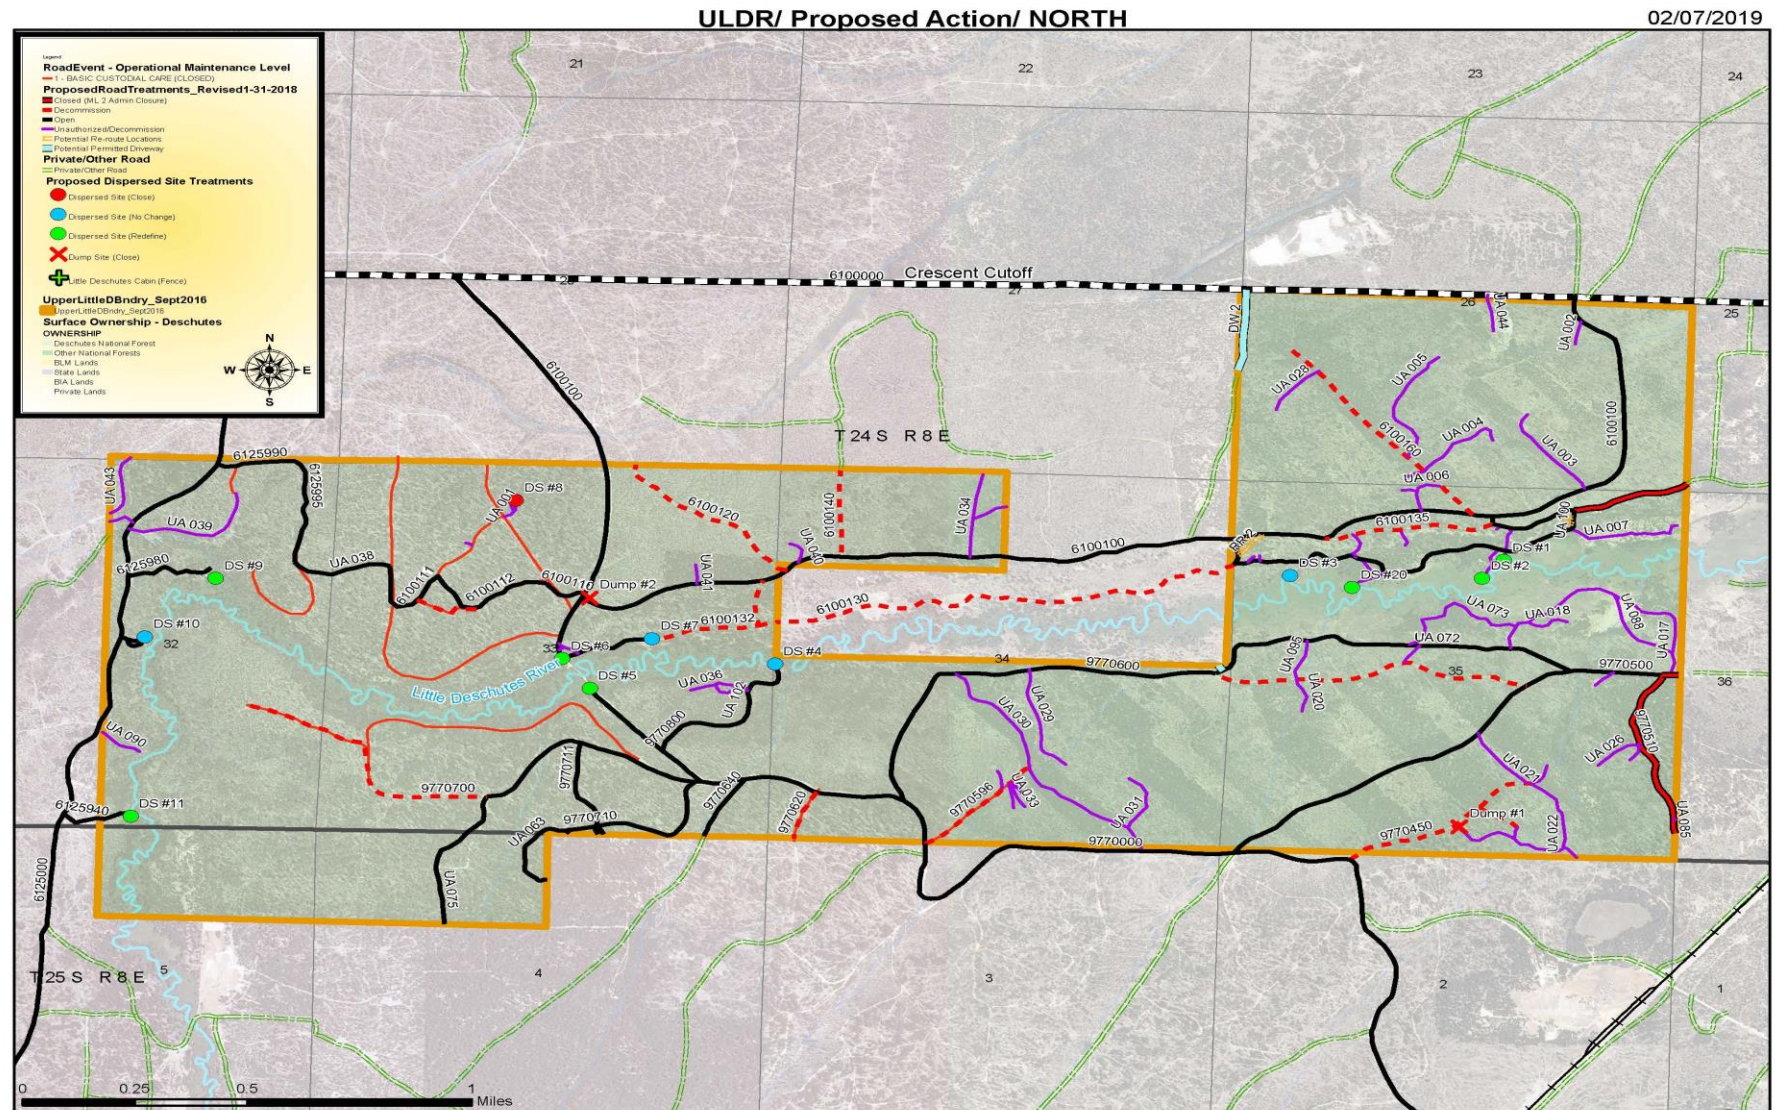 ULDR/ Proposed Action/ NORTH
02/07/2019
Legend
RoadEvent - Operational Maintenance Level
1 - BASIC CUSTODIAL CARE (CLOSED)
ProposedRoadTreatments_Revised1-31-2018
Closed (ML 2 Admin Closure)
Decommission
Open
Unauthorized/Decommission
Potential Re-route Locations
Potential Permitted Driveway
Private/Other Road
Private/Other Road
Proposed Dispersed Site Treatments
Dispersed Site (Close)
Dispersed Site (No Change)
Dispersed Site (Redefine)
Dump Site (Close)
Little Deschutes Cabin (Fence)
UpperLittleDBndry_Sept2016
UpperLittleDBndry_Sept2016
Surface Ownership - Deschutes
OWNERSHIP
Deschutes National Forest
Other National Forests
BLM Lands
State Lands
BIA Lands
Private Lands
N
W
E
S
21
22
23
24
28
6100000
Crescent Cutoff
27
26
25
DW 2
UA 044
UA 002
6100100
UA 028
UA 005
6100160
UA 004
UA 003
6100100
T 24 S R 8 E
6125990
6125995
UA 043
UA 039
UA 001
DS #8
6100120
6100140
UA 034
UA 006
6100135
UA 100
UA 007
6125980
DS #9
UA 038
6100111
6100112
6100110
Dump #2
UA 041
UA 040
6100100
BR 2
DS #3
DS #20
DS #1
DS #2
6100130
6100132
DS #10
32
33
DS #6
DS #7
DS #4
34
9770600
UA 073
UA 018
UA 088
UA 017
UA 072
UA 095
35
9770500
36
Little Deschutes River
DS #5
UA 036
UA 102
9770800
UA 030
UA 029
UA 020
9770510
UA 026
UA 021
UA 090
9770700
9770711
9770640
9770620
9770596
UA 033
UA 031
6125940
DS #11
UA 063
9770710
9770000
9770450
Dump #1
UA 022
UA 085
6125000
UA 075
T 25 S R 8 E
5
4
3
2
1
0
0.25
0.5
1
Miles